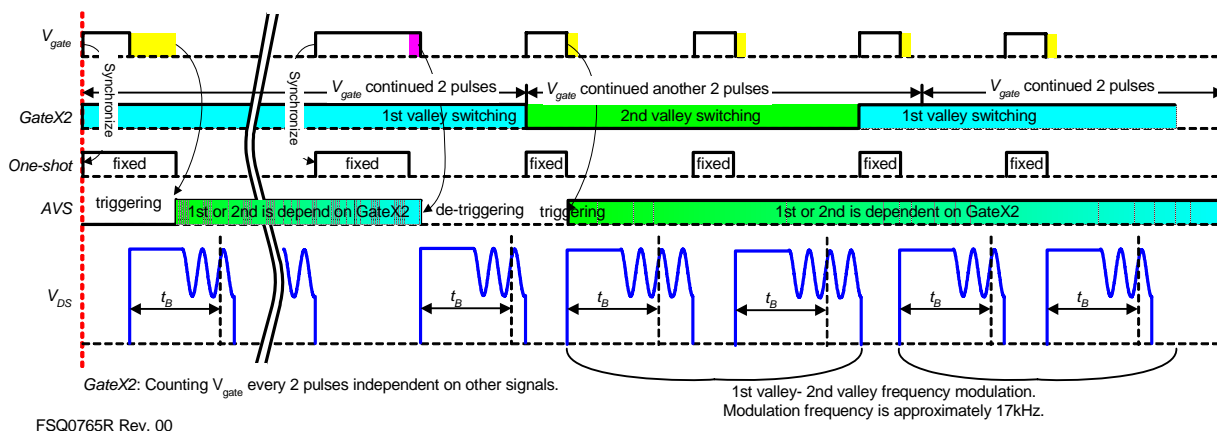 Vgate
Synchronize
Synchronize
Vgate continued 2 pulses
Vgate continued another 2 pulses
Vgate continued 2 pulses
GateX2
1st valley switching
2nd valley switching
1st valley switching
One-shot
fixed
fixed
fixed
fixed
fixed
fixed
AVS
triggering
1st or 2nd is depend on GateX2
de-triggering
triggering
1st or 2nd is dependent on GateX2
VDS
tB
tB
tB
tB
tB
tB
GateX2: Counting Vgate every 2 pulses independent on other signals.
1st valley- 2nd valley frequency modulation.
Modulation frequency is approximately 17kHz.
FSQ0765R Rev. 00